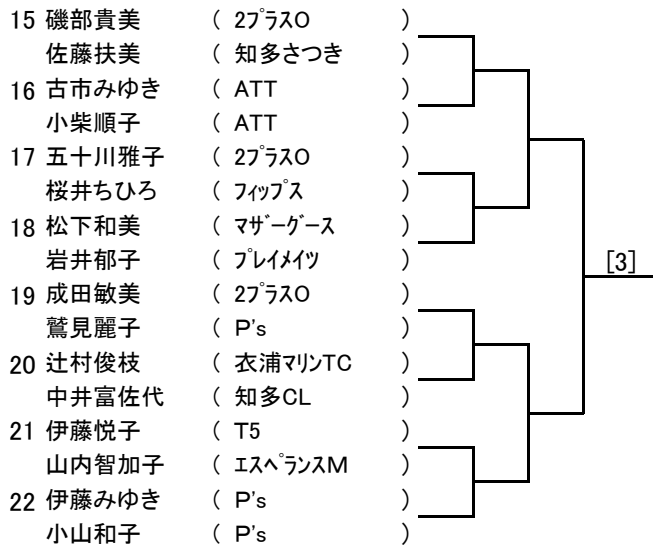 15 磯部貴美 ( 2プラスO )
佐藤扶美 ( 知多さつき )
16 古市みゆき ( ATT )
小柴順子 ( ATT )
17 五十川雅子 ( 2プラスO )
桜井ちひろ ( フィップス )
18 松下和美 ( マザーグース )
岩井郁子 ( プレイメイツ )
[3]
19 成田敏美 ( 2プラスO )
鷲見麗子 ( P's )
20 辻村俊枝 ( 衣浦マリンTC )
中井富佐代 ( 知多CL )
21 伊藤悦子 ( T5 )
山内智加子 ( エスペランスM )
22 伊藤みゆき ( P's )
小山和子 ( P's )